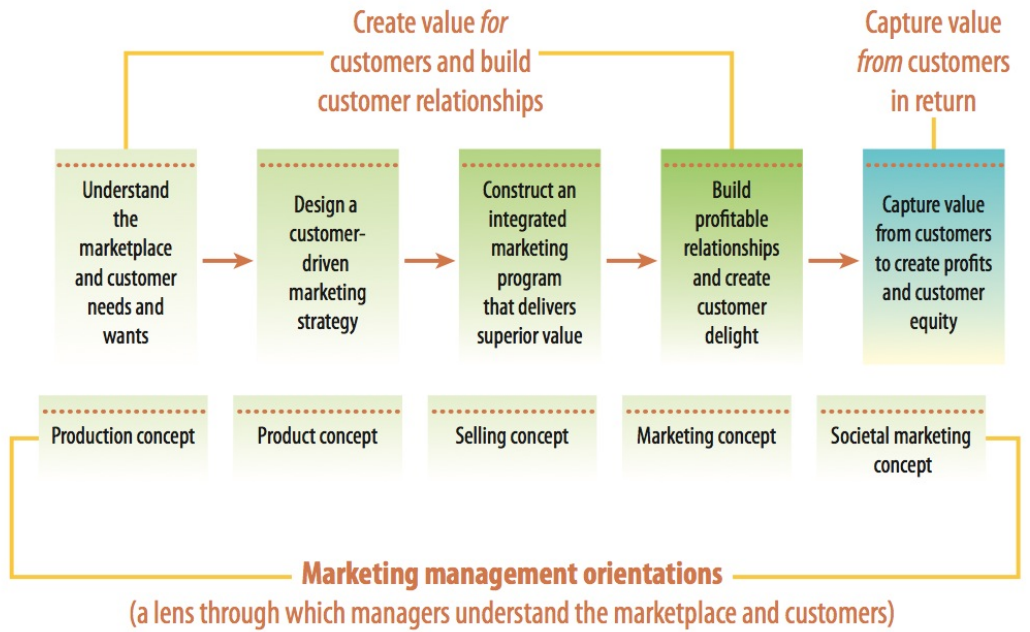 Create value for
customers and build
customer relationships
Capture value
from customers
in return
Understand
the
marketplace
and customer
needs and
wants
Design a
customer-
driven
marketing
strategy
Construct an
integrated
marketing
program
that delivers
superior value
Build
profitable
relationships
and create
customer
delight
Capture value
from customers
to create profits
and customer
equity
Production concept
Product concept
Selling concept
Marketing concept
Societal marketing
concept
Marketing management orientations
(a lens through which managers understand the marketplace and customers)